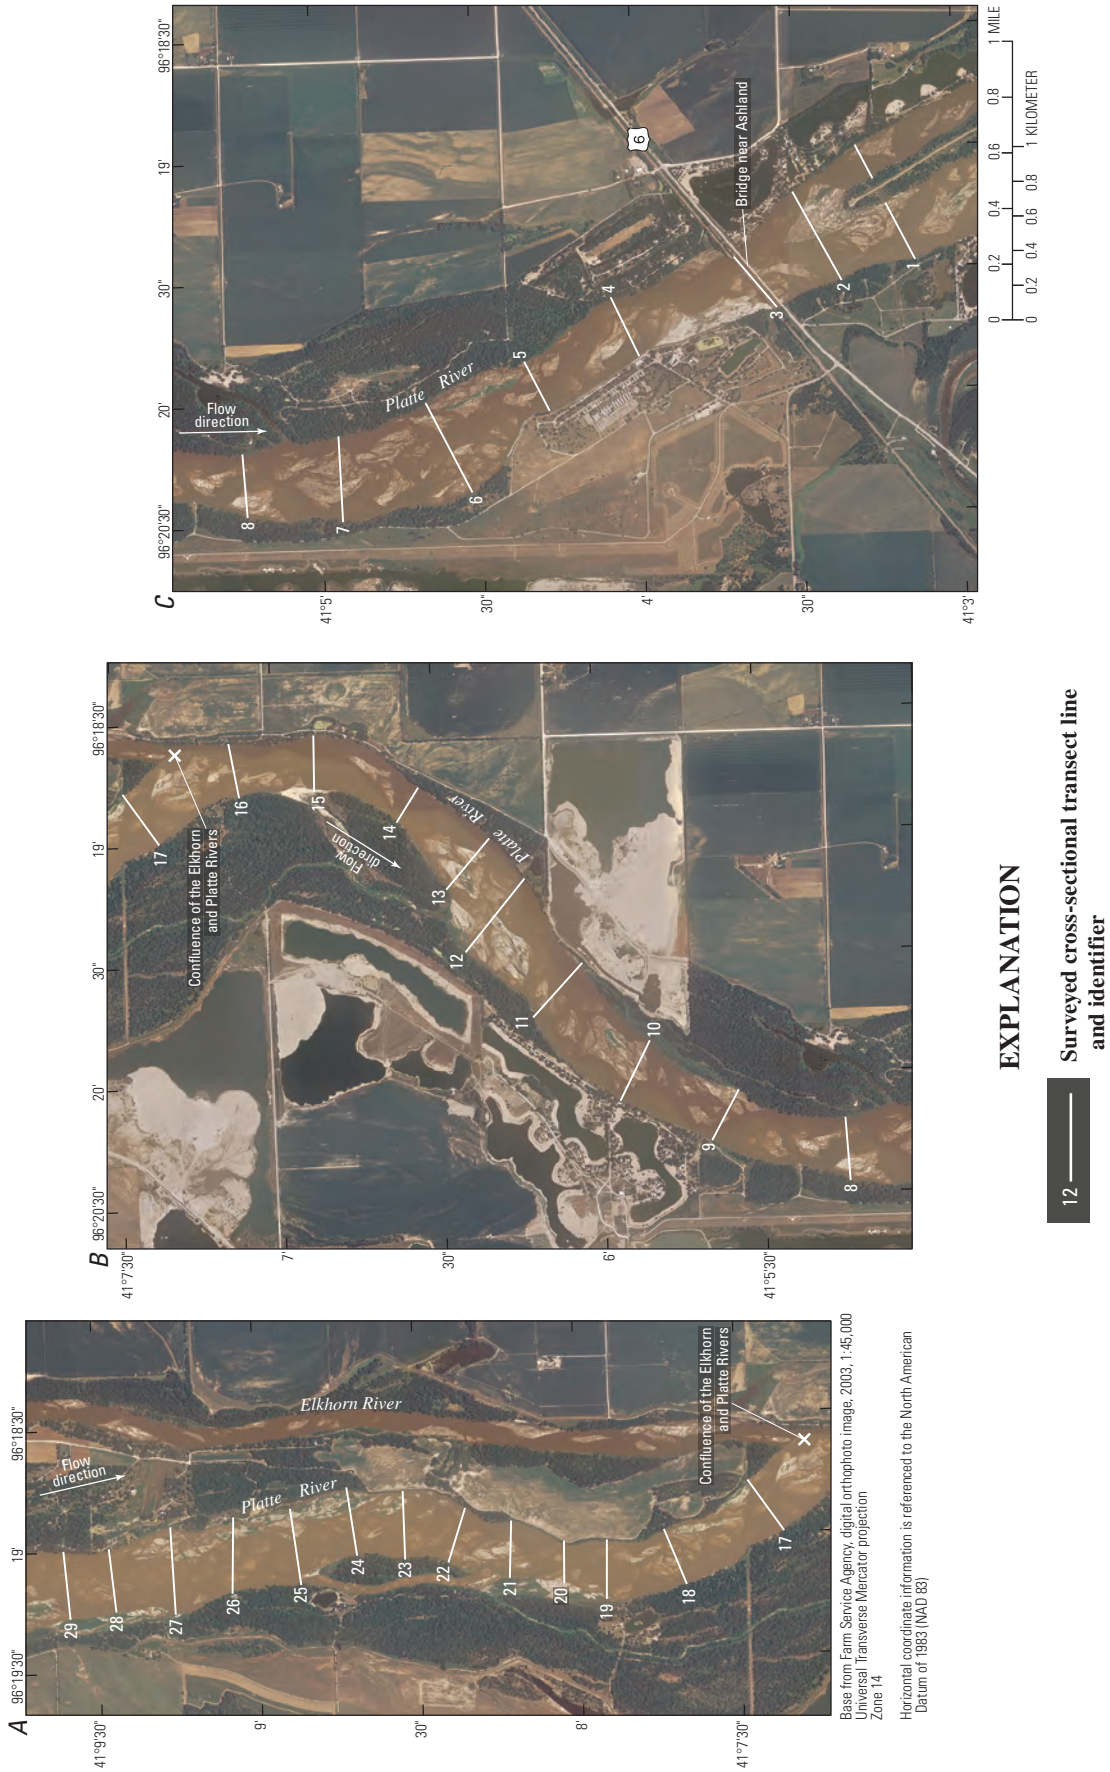 A
96°19'30"
19'
96°18'30"
41°9'30"
9'
30"
8'
41°7'30"
Flow
direction
Elkhorn River
Platte River
29
28
27
26
25
24
23
22
21
20
19
18
17
Confluence of the Elkhorn
and Platte Rivers
Base from Farm Service Agency, digital orthophoto image, 2003, 1:45,000
Universal Transverse Mercator projection
Zone 14
Horizontal coordinate information is referenced to the North American
Datum of 1983 (NAD 83)
B
96°20'30"
20'
30"
19'
96°18'30"
41°7'30"
7'
30"
6'
41°5'30"
Confluence of the Elkhorn
and Platte Rivers
Flow
direction
Platte River
17
16
15
14
13
12
11
10
9
8
C
96°20'30"
20'
30"
19'
96°18'30"
41°5'
30"
4'
30"
41°3'
Flow
direction
Platte River
8
7
6
5
4
3
2
1
6
Bridge near Ashland
0 0.2 0.4 0.6 0.8 1 MILE
0 0.2 0.4 0.6 0.8 1 KILOMETER
EXPLANATION
12
Surveyed cross-sectional transect line
and identifier